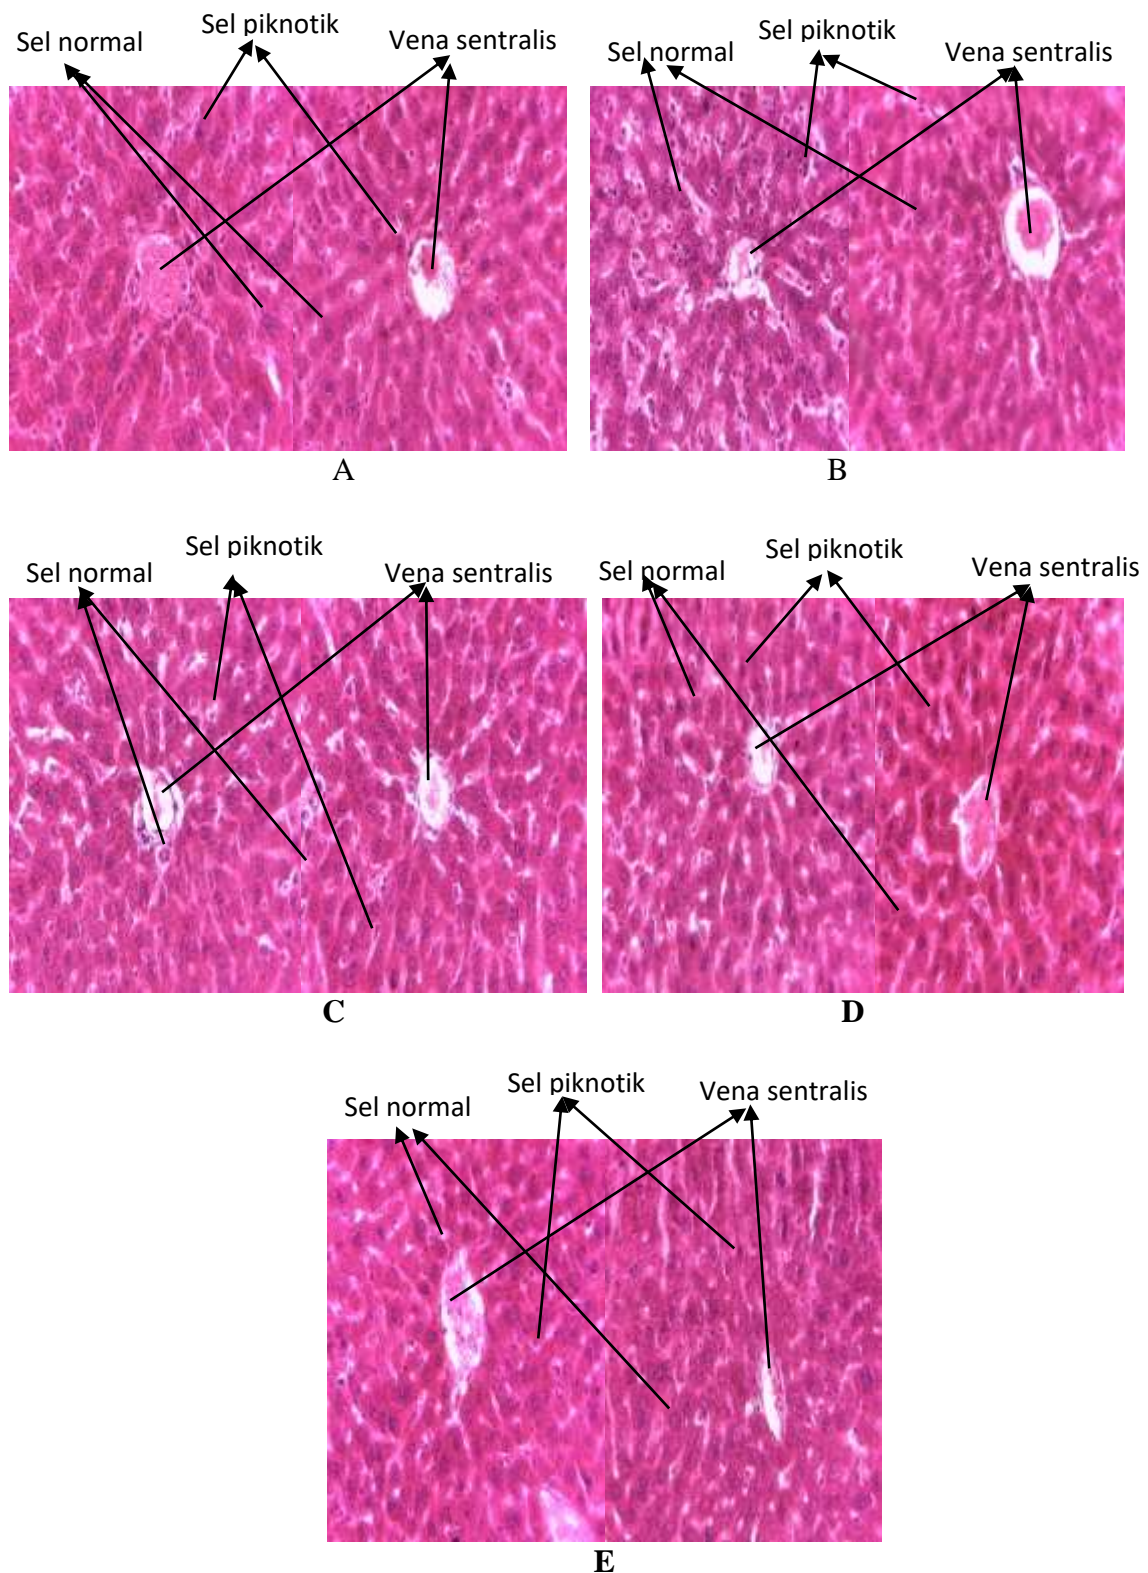 Sel normal
Sel piknotik
Vena sentralis
Sel normal
Sel piknotik
Vena sentralis
A
B
Sel normal
Sel piknotik
Vena sentralis
Sel normal
Sel piknotik
Vena sentralis
C
D
Sel normal
Sel piknotik
Vena sentralis
E